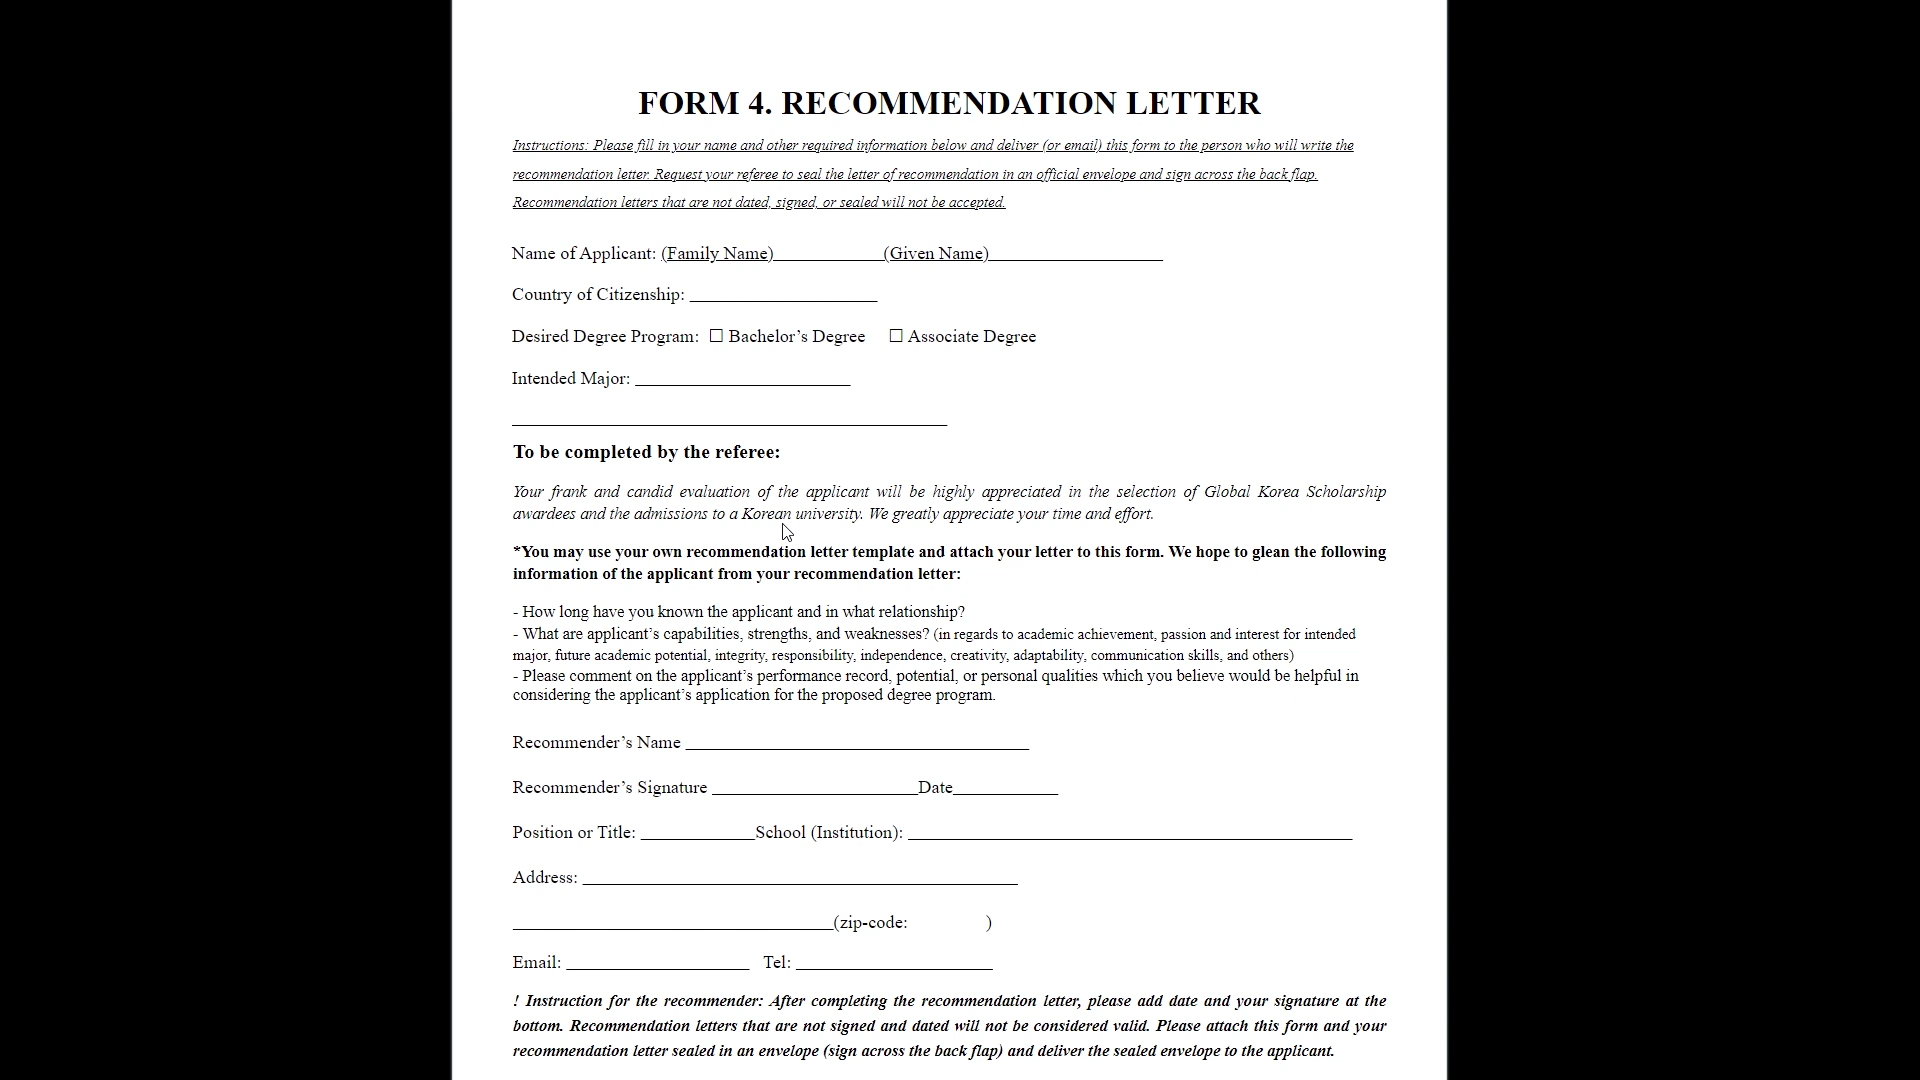 FORM 4. RECOMMENDATION LETTER
Instructions: Please fill in your name and other required information below and deliver (or email) this form to the person who will write the
recommendation letter. Request your referee to seal the letter of recommendation in an official envelope and sign across the back flap.
Recommendation letters that are not dated, signed, or sealed will not be accepted.
Name of Applicant: (Family Name)____________(Given Name)___________________
Country of Citizenship: ____________________
Desired Degree Program: ☐ Bachelor’s Degree ☐ Associate Degree
Intended Major: _______________________
_______________________________________________
To be completed by the referee:
Your frank and candid evaluation of the applicant will be highly appreciated in the selection of Global Korea Scholarship
awardees and the admissions to a Korean university. We greatly appreciate your time and effort.
*You may use your own recommendation letter template and attach your letter to this form. We hope to glean the following
information of the applicant from your recommendation letter:
- How long have you known the applicant and in what relationship?
- What are applicant’s capabilities, strengths, and weaknesses? (in regards to academic achievement, passion and interest for intended
major, future academic potential, integrity, responsibility, independence, creativity, adaptability, communication skills, and others)
- Please comment on the applicant’s performance record, potential, or personal qualities which you believe would be helpful in
considering the applicant’s application for the proposed degree program.
Recommender’s Name _____________________________________
Recommender’s Signature ______________________Date___________
Position or Title: ____________School (Institution): ________________________________________________
Address: _______________________________________________
___________________________________(zip-code: )
Email: ____________________ Tel: _____________________
! Instruction for the recommender: After completing the recommendation letter, please add date and your signature at the
bottom. Recommendation letters that are not signed and dated will not be considered valid. Please attach this form and your
recommendation letter sealed in an envelope (sign across the back flap) and deliver the sealed envelope to the applicant.